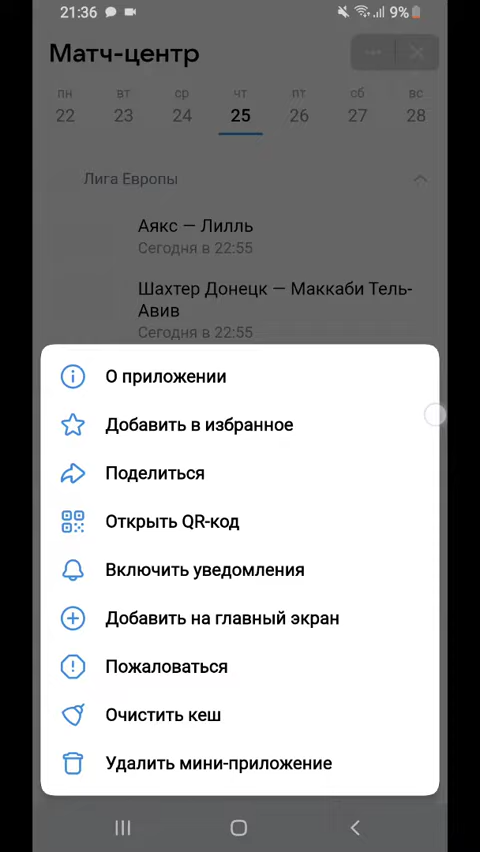 21:36 9%
Матч-центр
пн вт ср чт пт сб вс
22 23 24 25 26 27 28
Лига Европы
Аякс — Лилль
Сегодня в 22:55
Шахтер Донецк — Маккаби Тель-
Авив
Сегодня в 22:55
О приложении
Добавить в избранное
Поделиться
Открыть QR-код
Включить уведомления
Добавить на главный экран
Пожаловаться
Очистить кеш
Удалить мини-приложение